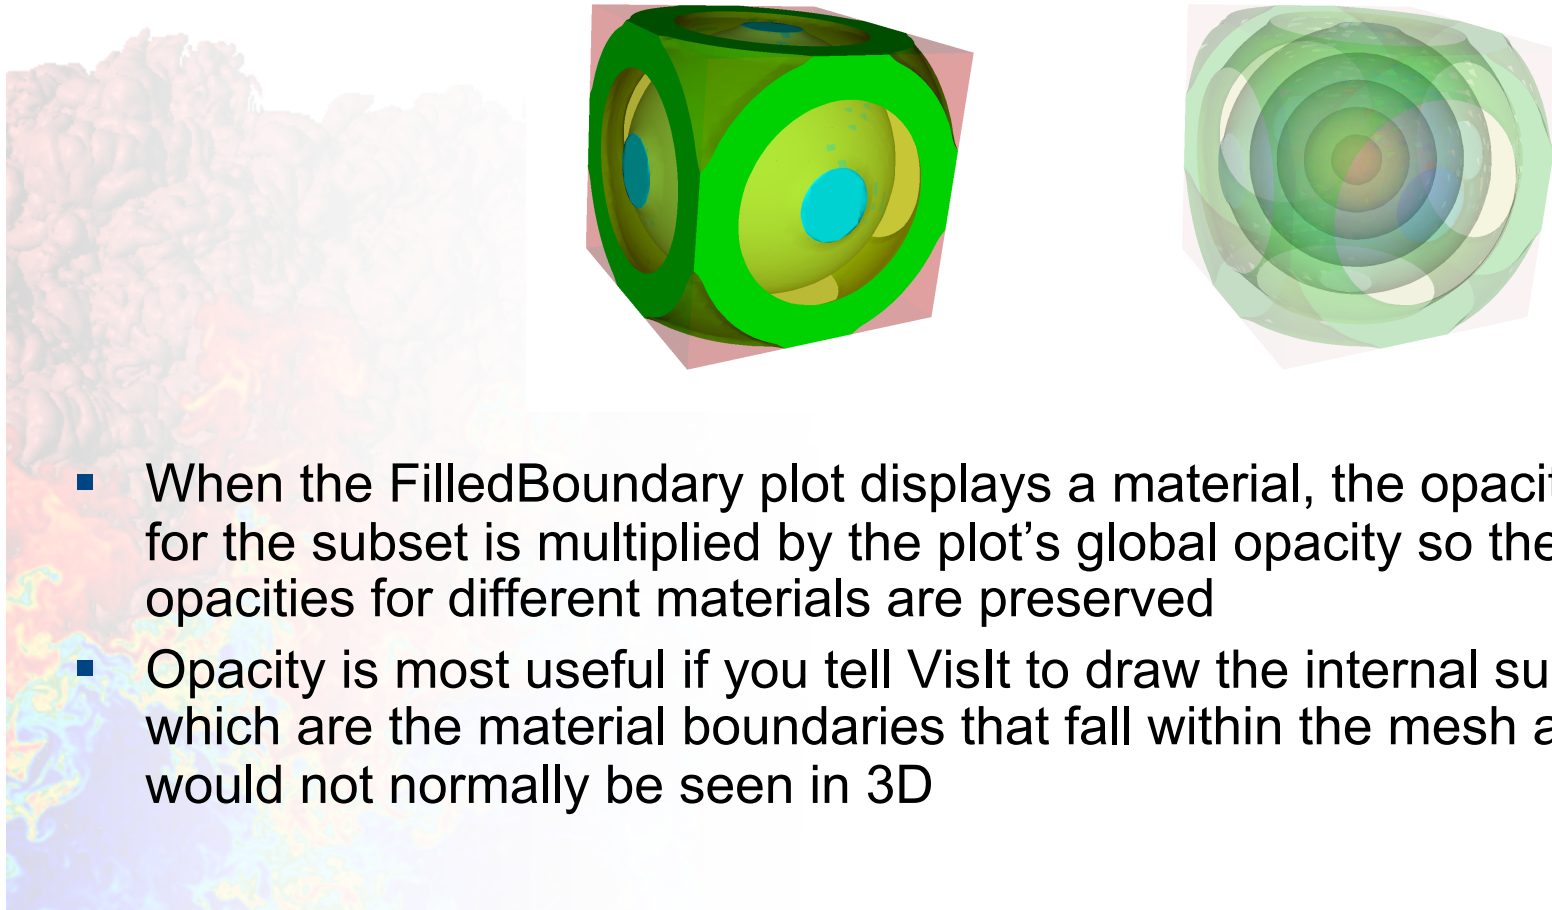 When the FilledBoundary plot displays a material, the
for the subset is multiplied by the plot’s global opacity so the
opacities for different materials are preserved
Opacity is most useful if you tell VisIt to draw the internal
which are the material boundaries that fall within the mesh
would not normally be seen in 3D